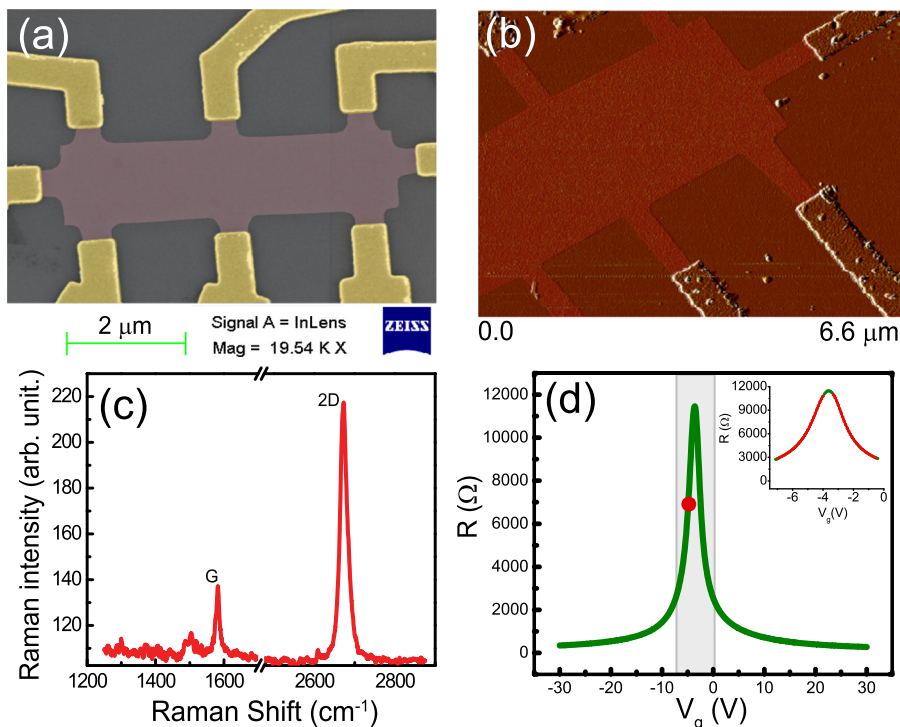 (a)
(b)
2 μm
Signal A = InLens
Mag = 19.54 K X
ZEISS
0.0
6.6 μm
(c)
Raman intensity (arb. unit.)
220
200
180
160
140
120
G
2D
1200
1400
1600
2600
2800
Raman Shift (cm⁻¹)
(d)
R (Ω)
12000
10000
8000
6000
4000
2000
0
-30
-20
-10
0
10
20
30
V_g (V)
R (Ω)
12000
9000
6000
3000
0
-6
-4
-2
0
V_g(V)